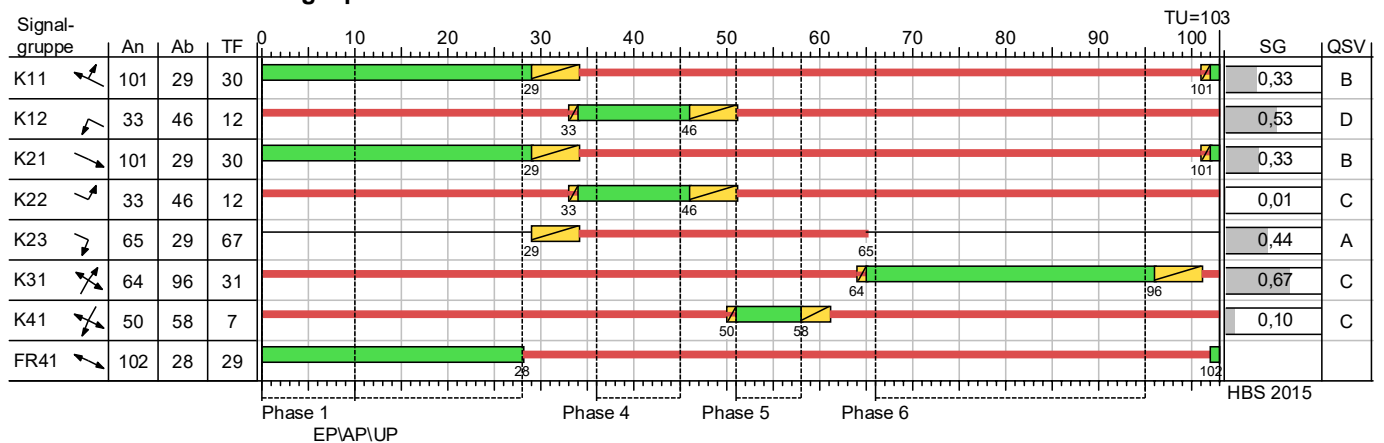 TU=103
Signal-
gruppe An Ab TF 0 10 20 30 40 50 60 70 80 90 100 SG QSV
K11 101 29 30 29 101 0,33 B
K12 33 46 12 33 46 0,53 D
K21 101 29 30 29 101 0,33 B
K22 33 46 12 33 46 0,01 C
K23 65 29 67 29 65 0,44 A
K31 64 96 31 64 96 0,67 C
K41 50 58 7 50 58 0,10 C
FR41 102 28 29 28 102
HBS 2015
Phase 1 Phase 4 Phase 5 Phase 6
EP\AP\UP